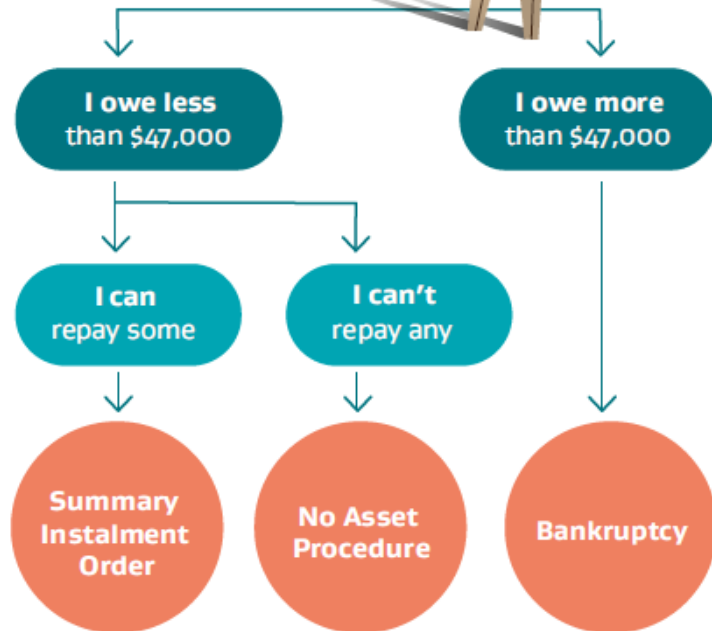 I owe less
than $47,000
I owe more
than $47,000
I can
repay some
I can't
repay any
Summary
Instalment
Order
No Asset
Procedure
Bankruptcy